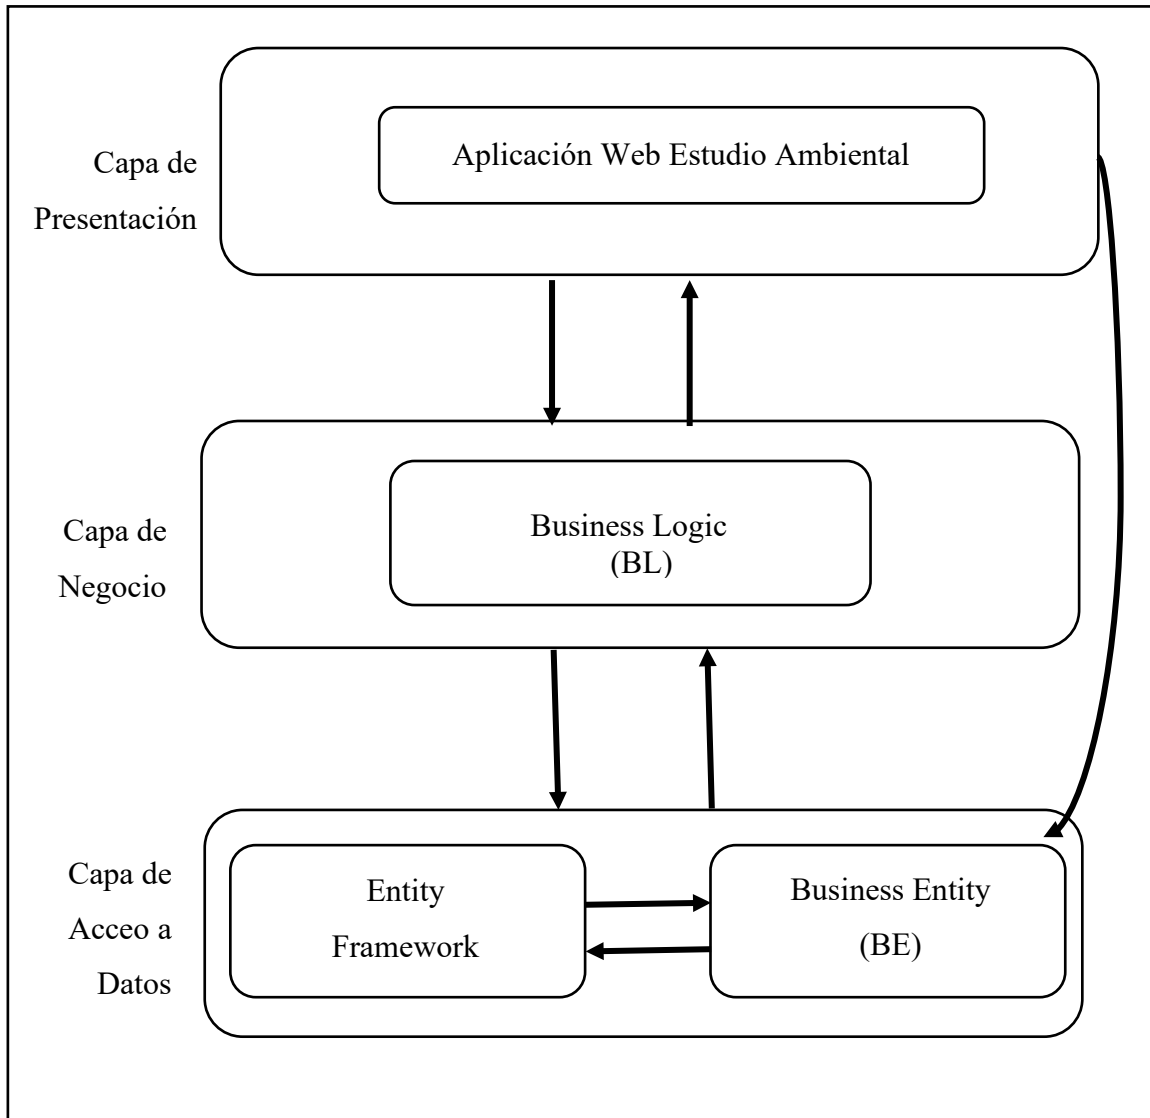 Aplicación Web Estudio Ambiental
Capa de
Presentación
Business Logic
(BL)
Capa de
Negocio
Capa de
Acceo a
Datos
Entity
Framework
Business Entity
(BE)